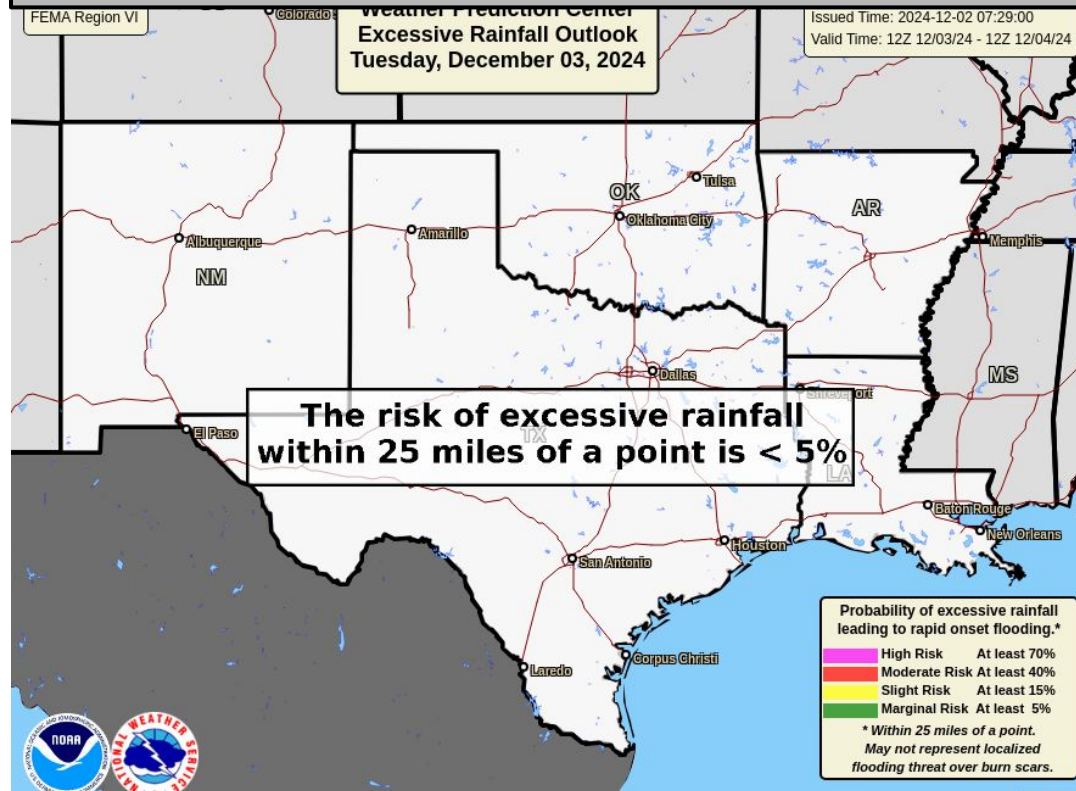 FEMA Region VI
Weather Prediction Center
Excessive Rainfall Outlook
Tuesday, December 03, 2024
Issued Time: 2024-12-02 07:29:00
Valid Time: 12Z 12/03/24 - 12Z 12/04/24
Colorado
Tulsa
OK
Oklahoma City
AR
Amarillo
Albuquerque
Memphis
NM
Dallas
MS
Shreveport
The risk of excessive rainfall
within 25 miles of a point is < 5%
El Paso
TX
LA
Baton Rouge
New Orleans
Houston
San Antonio
Laredo
Corpus Christi
Probability of excessive rainfall
leading to rapid onset flooding.*
High Risk At least 70%
Moderate Risk At least 40%
Slight Risk At least 15%
Marginal Risk At least 5%
* Within 25 miles of a point.
May not represent localized
flooding threat over burn scars.
NOAA
NATIONAL WEATHER SERVICE